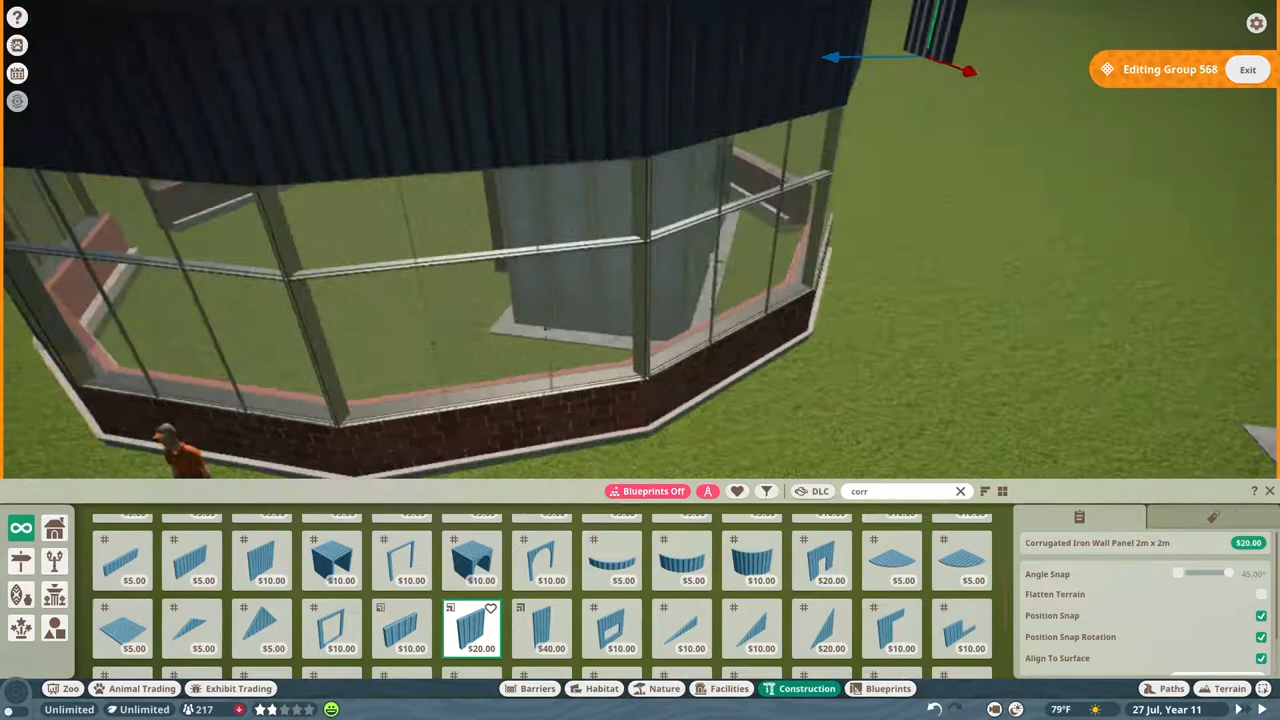 Editing Group 568
Exit
Blueprints Off
DLC
corr
$5.00 $5.00 $10.00 $10.00 $10.00 $10.00 $10.00 $5.00 $5.00 $10.00 $20.00 $5.00 $5.00
$5.00 $5.00 $10.00 $10.00 $10.00 $20.00 $40.00 $10.00 $10.00 $10.00 $20.00 $10.00 $10.00
Corrugated Iron Wall Panel 2m x 2m $20.00
Angle Snap 45.00°
Flatten Terrain
Position Snap
Position Snap Rotation
Align To Surface
Zoo Animal Trading Exhibit Trading Barriers Habitat Nature Facilities Construction Blueprints Paths Terrain
Unlimited Unlimited 217 79°F 27 Jul, Year 11